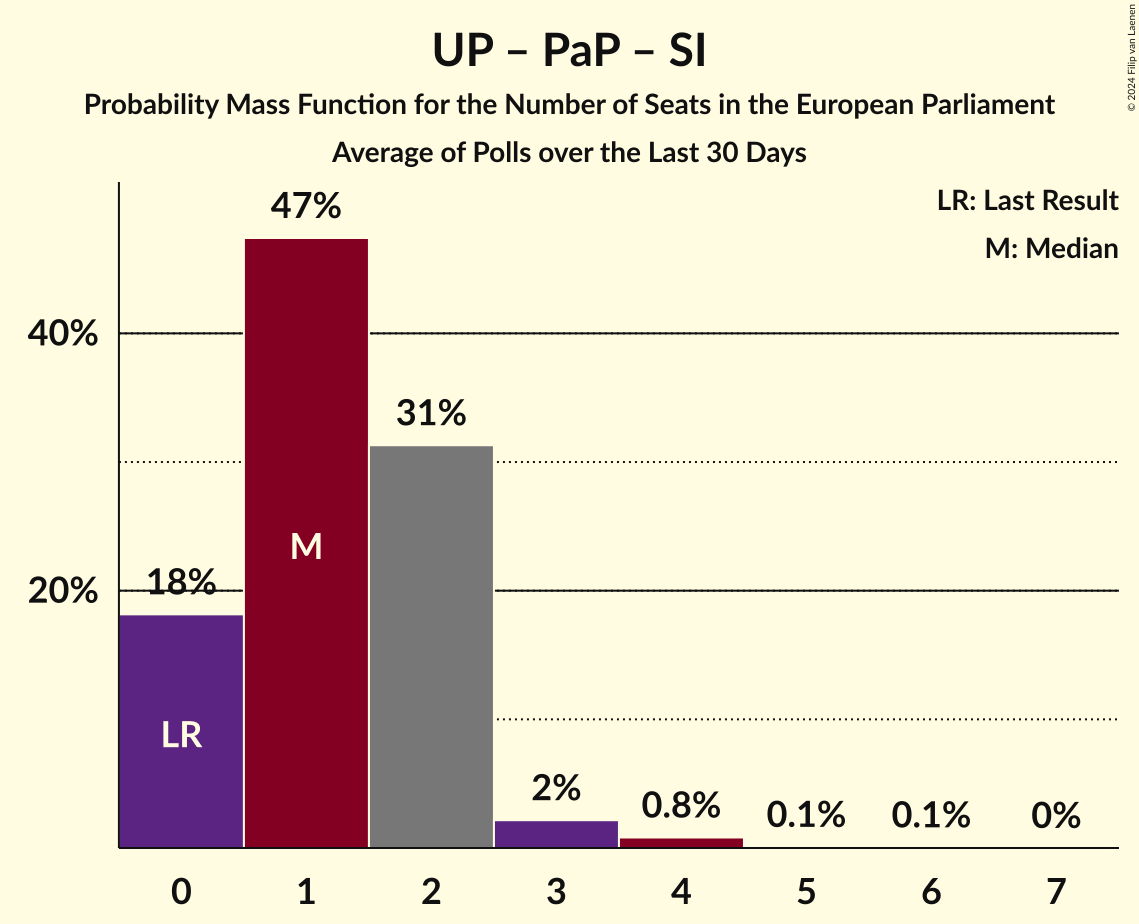 UP – PaP – SI
Probability Mass Function for the Number of Seats in the European Parliament
Average of Polls over the Last 30 Days
© 2024 Filip van Laenen
LR: Last Result
M: Median
47%
40%
31%
M
20%
18%
LR
2%
0.8%
0.1%
0.1%
0%
0 1 2 3 4 5 6 7